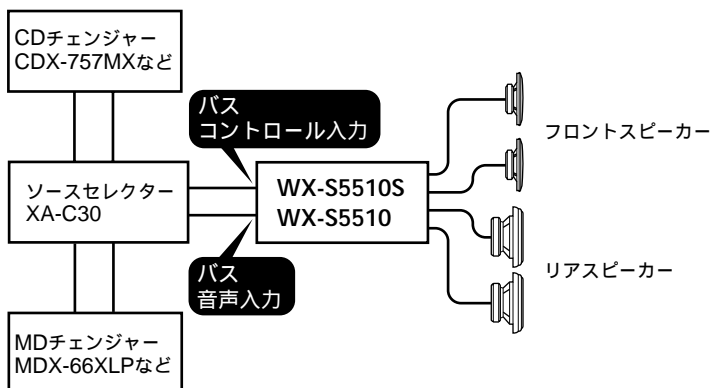 CDチェンジャー
CDX-757MXなど
バス
コントロール入力
フロントスピーカー
ソースセレクター
XA-C30
WX-S5510S
WX-S5510
バス
音声入力
リアスピーカー
MDチェンジャー
MDX-66XLPなど